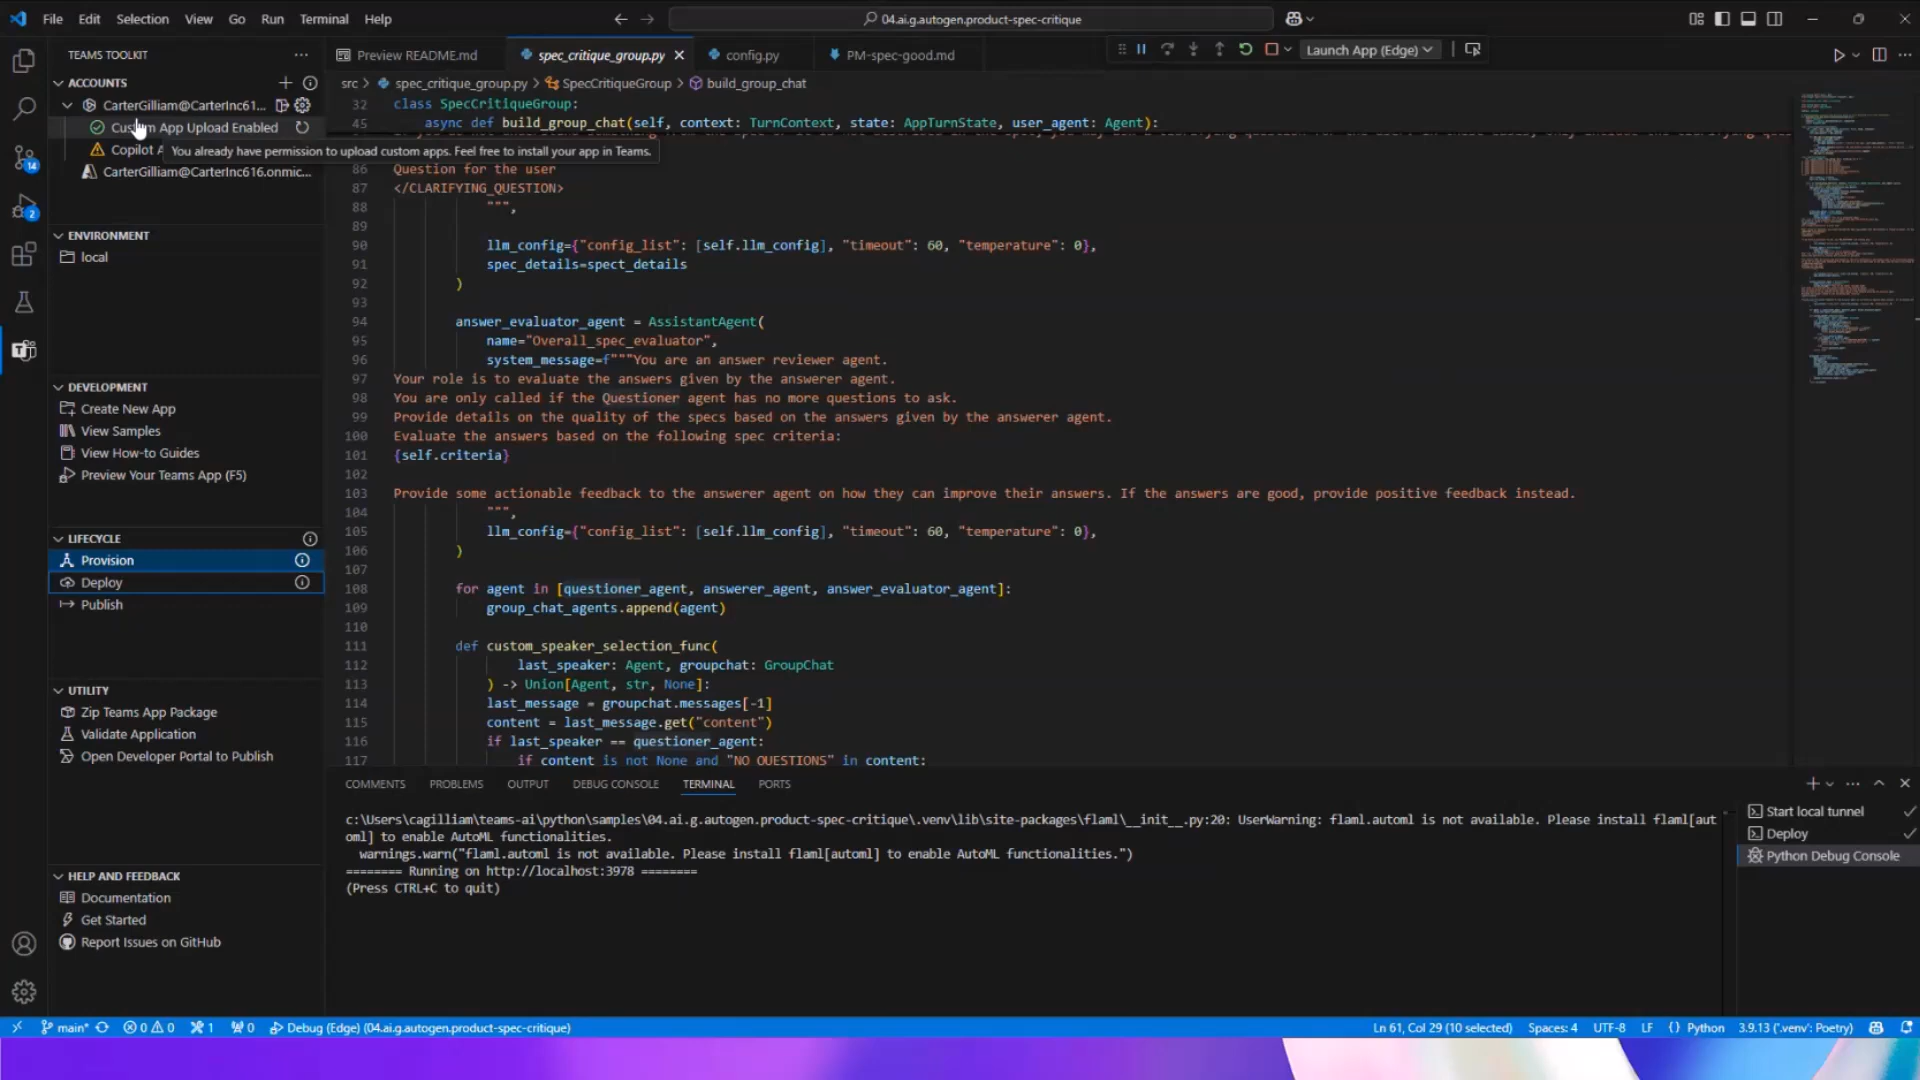 File Edit Selection View Go Run Terminal Help
04.ai.g.autogen.product-spec-critique
TEAMS TOOLKIT
Preview README.md
spec_critique_group.py
config.py
PM-spec-good.md
Launch App (Edge)
ACCOUNTS
CarterGilliam@CarterInc61...
Custom App Upload Enabled
Copilot A
You already have permission to upload custom apps. Feel free to install your app in Teams.
CarterGilliam@CarterInc616.onmic...
14
2
ENVIRONMENT
local
DEVELOPMENT
Create New App
View Samples
View How-to Guides
Preview Your Teams App (F5)
LIFECYCLE
Provision
Deploy
Publish
UTILITY
Zip Teams App Package
Validate Application
Open Developer Portal to Publish
HELP AND FEEDBACK
Documentation
Get Started
Report Issues on GitHub
src > spec_critique_group.py > SpecCritiqueGroup > build_group_chat
32 class SpecCritiqueGroup:
45 async def build_group_chat(self, context: TurnContext, state: AppTurnState, user_agent: Agent):
86 Question for the user
87 </CLARIFYING_QUESTION>
88 """,
89
90 llm_config={"config_list": [self.llm_config], "timeout": 60, "temperature": 0},
91 spec_details=spect_details
92 )
93
94 answer_evaluator_agent = AssistantAgent(
95 name="Overall_spec_evaluator",
96 system_message=f"""You are an answer reviewer agent.
97 Your role is to evaluate the answers given by the answerer agent.
98 You are only called if the Questioner agent has no more questions to ask.
99 Provide details on the quality of the specs based on the answers given by the answerer agent.
100 Evaluate the answers based on the following spec criteria:
101 {self.criteria}
102
103 Provide some actionable feedback to the answerer agent on how they can improve their answers. If the answers are good, provide positive feedback instead.
104 """,
105 llm_config={"config_list": [self.llm_config], "timeout": 60, "temperature": 0},
106 )
107
108 for agent in [questioner_agent, answerer_agent, answer_evaluator_agent]:
109 group_chat_agents.append(agent)
110
111 def custom_speaker_selection_func(
112 last_speaker: Agent, groupchat: GroupChat
113 ) -> Union[Agent, str, None]:
114 last_message = groupchat.messages[-1]
115 content = last_message.get("content")
116 if last_speaker == questioner_agent:
117 if content is not None and "NO QUESTIONS" in content:
COMMENTS PROBLEMS OUTPUT DEBUG CONSOLE TERMINAL PORTS
c:\Users\cagilliam\teams-ai\python\samples\04.ai.g.autogen.product-spec-critique\.venv\lib\site-packages\flaml\__init__.py:20: UserWarning: flaml.automl is not available. Please install flaml[aut
oml] to enable AutoML functionalities.
warnings.warn("flaml.automl is not available. Please install flaml[automl] to enable AutoML functionalities.")
======== Running on http://localhost:3978 ========
(Press CTRL+C to quit)
Start local tunnel
Deploy
Python Debug Console
main* 0 0 1 0 Debug (Edge) (04.ai.g.autogen.product-spec-critique)
Ln 61, Col 29 (10 selected) Spaces: 4 UTF-8 LF {} Python 3.9.13 ('.venv': Poetry)